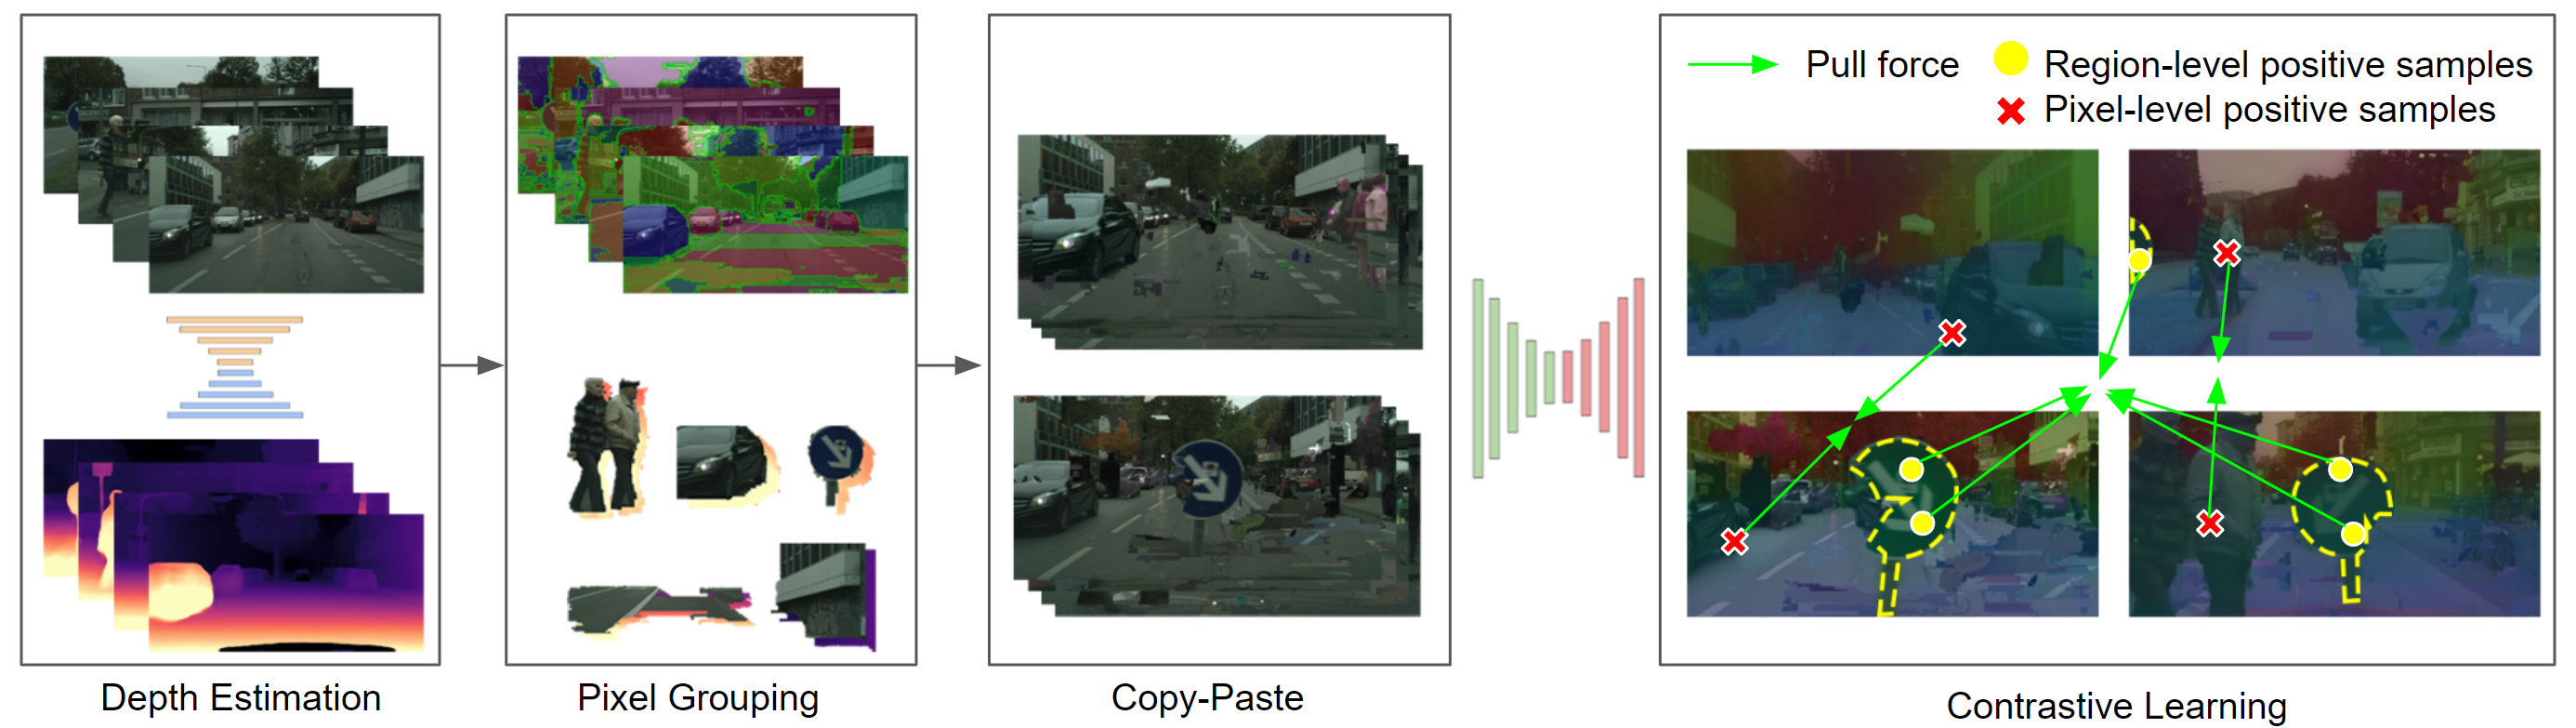 Pull force
Region-level positive samples
Pixel-level positive samples
Depth Estimation
Pixel Grouping
Copy-Paste
Contrastive Learning